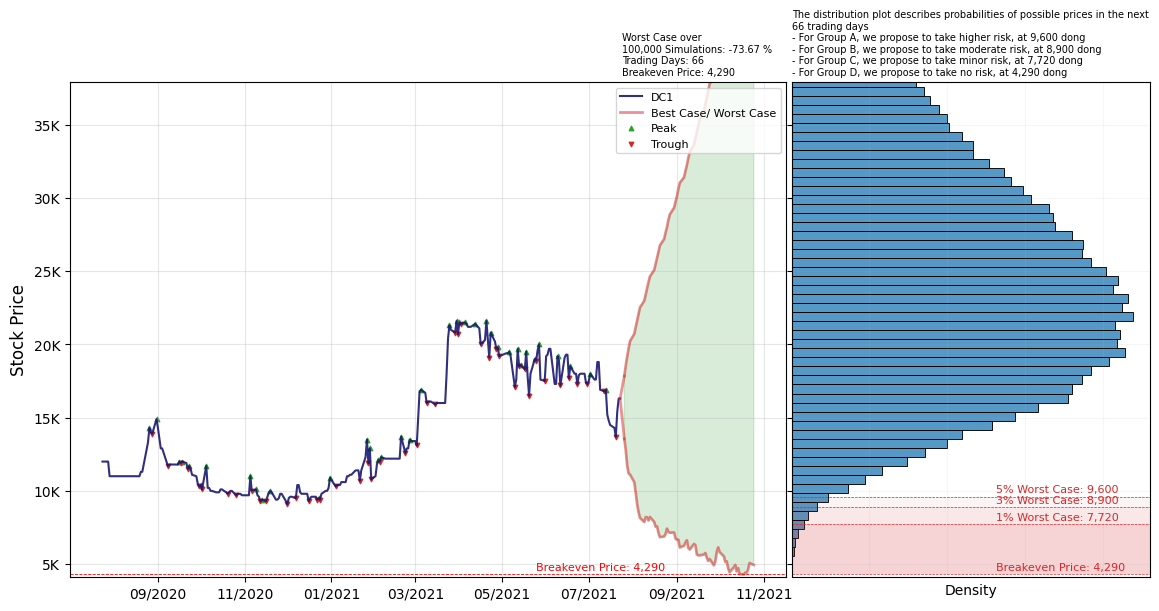 The distribution plot describes probabilities of possible prices in the next
66 trading days
- For Group A, we propose to take higher risk, at 9,600 dong
- For Group B, we propose to take moderate risk, at 8,900 dong
- For Group C, we propose to take minor risk, at 7,720 dong
- For Group D, we propose to take no risk, at 4,290 dong
Worst Case over
100,000 Simulations: -73.67 %
Trading Days: 66
Breakeven Price: 4,290
DC1
Best Case/ Worst Case
Peak
Trough
Stock Price
35K
30K
25K
20K
15K
10K
5K
Breakeven Price: 4,290
09/2020
11/2020
01/2021
03/2021
05/2021
07/2021
09/2021
11/2021
5% Worst Case: 9,600
3% Worst Case: 8,900
1% Worst Case: 7,720
Breakeven Price: 4,290
Density